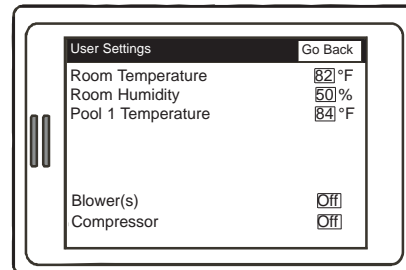 User Settings Go Back
Room Temperature 82 °F
Room Humidity 50 %
Pool 1 Temperature 84 °F
Blower(s) Off
Compressor Off